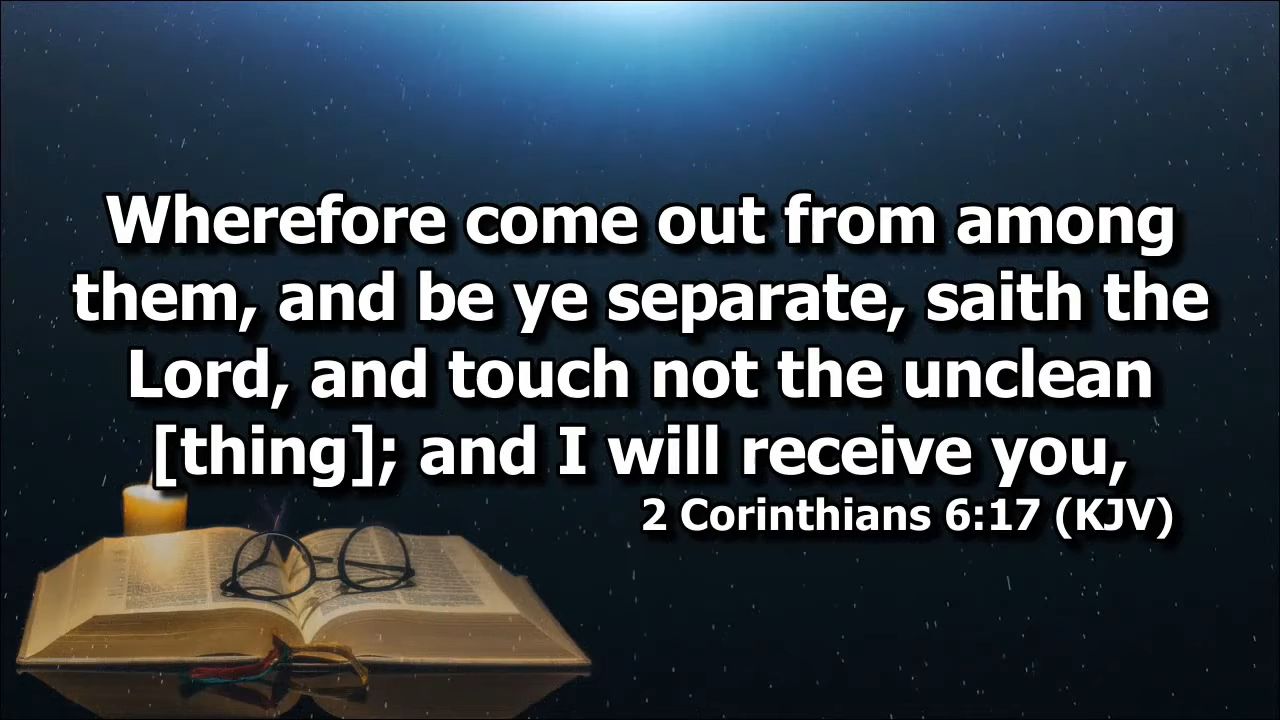 Wherefore come out from among
them, and be ye separate, saith the
Lord, and touch not the unclean
[thing]; and I will receive you,
2 Corinthians 6:17 (KJV)